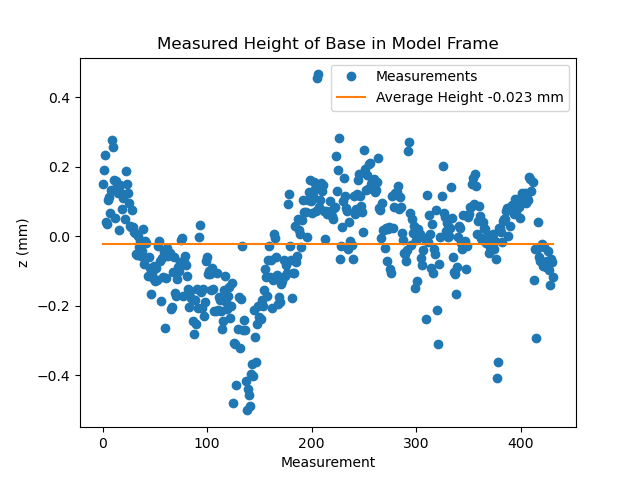 Measured Height of Base in Model Frame
Measurements
Average Height -0.023 mm
z (mm)
0.4
0.2
0.0
−0.2
−0.4
0
100
200
300
400
Measurement